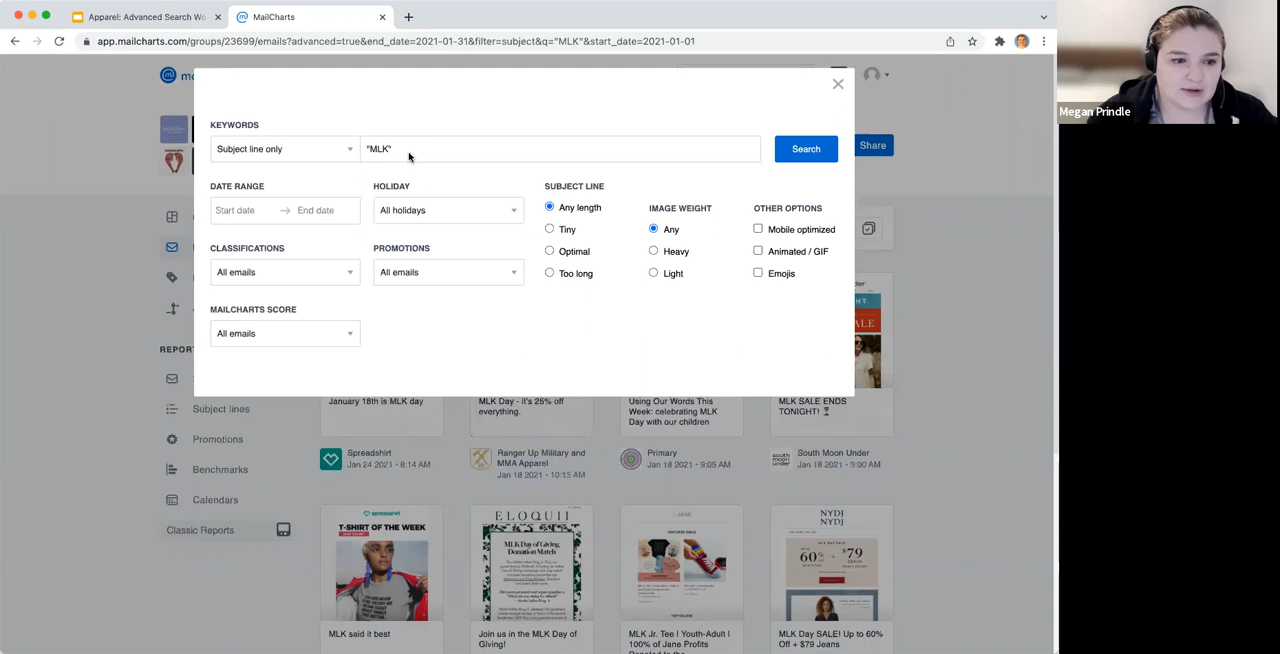 Apparel: Advanced Search Wo
MailCharts
app.mailcharts.com/groups/23699/emails?advanced=true&end_date=2021-01-31&filter=subject&q="MLK"&start_date=2021-01-01
Megan Prindle
KEYWORDS
Subject line only
"MLK"
Search
Share
DATE RANGE
HOLIDAY
SUBJECT LINE
Start date
End date
All holidays
Any length
IMAGE WEIGHT
OTHER OPTIONS
Tiny
Any
Mobile optimized
CLASSIFICATIONS
PROMOTIONS
Optimal
Heavy
Animated / GIF
All emails
All emails
Too long
Light
Emojis
MAILCHARTS SCORE
All emails
REPOR
January 18th is MLK day
MLK Day - it's 25% off
everything.
Using Our Words This
Week: celebrating MLK
Day with our children
MLK SALE ENDS
TONIGHT!
Subject lines
Promotions
Benchmarks
Calendars
Classic Reports
Spreadshirt
Jan 24 2021 • 8:14 AM
Ranger Up Military and
MMA Apparel
Jan 18 2021 • 10:15 AM
Primary
Jan 18 2021 • 9:05 AM
South Moon Under
Jan 18 2021 • 9:00 AM
spreadshirt
T-SHIRT OF THE WEEK
MLK said it best
ELOQUII
MLK Day of Giving
Donation Match
Join us in the MLK Day of
Giving!
JANE
MLK Jr. Tee | Youth-Adult |
100% of Jane Profits
NYDJ
NYDJ
60% + $79
MLK Day SALE! Up to 60%
Off + $79 Jeans